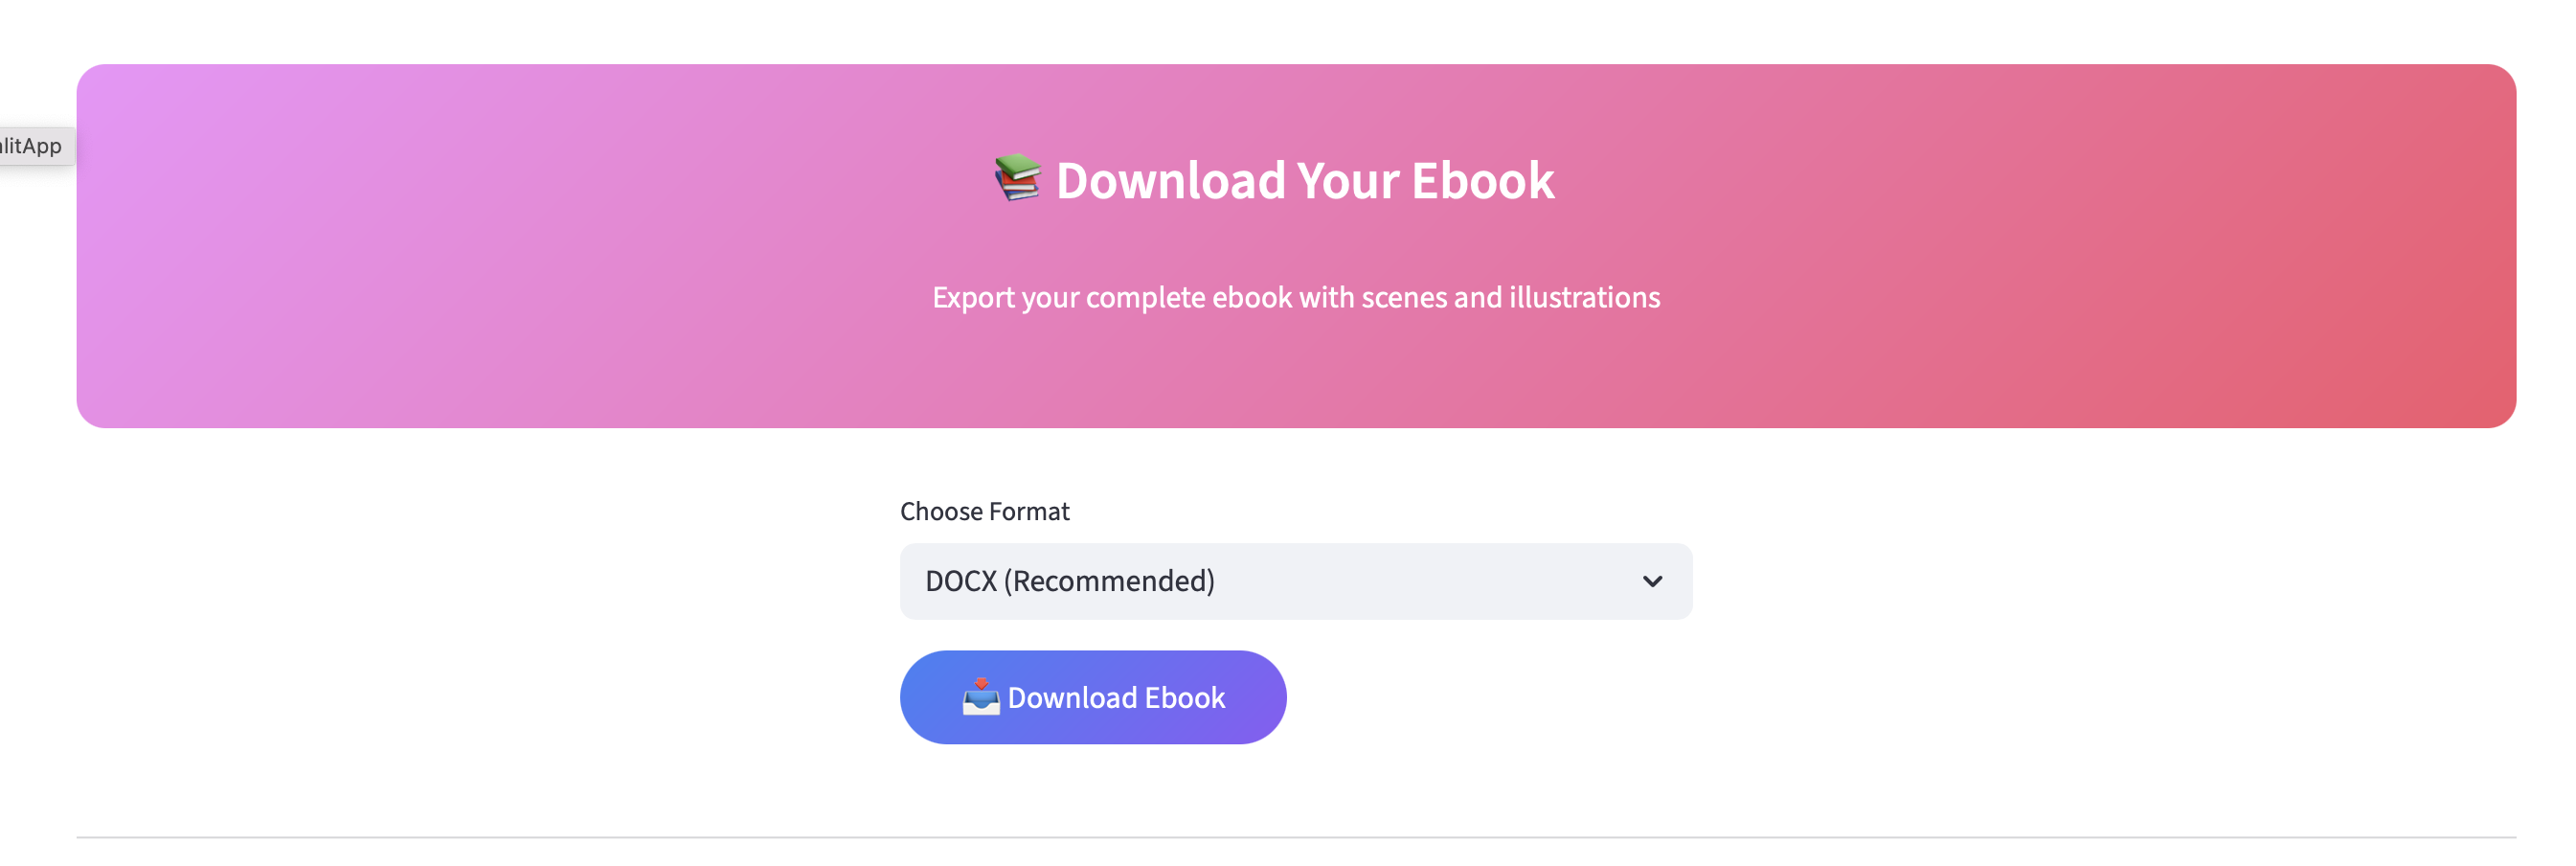 litApp
📚 Download Your Ebook
Export your complete ebook with scenes and illustrations
Choose Format
DOCX (Recommended)
📥 Download Ebook